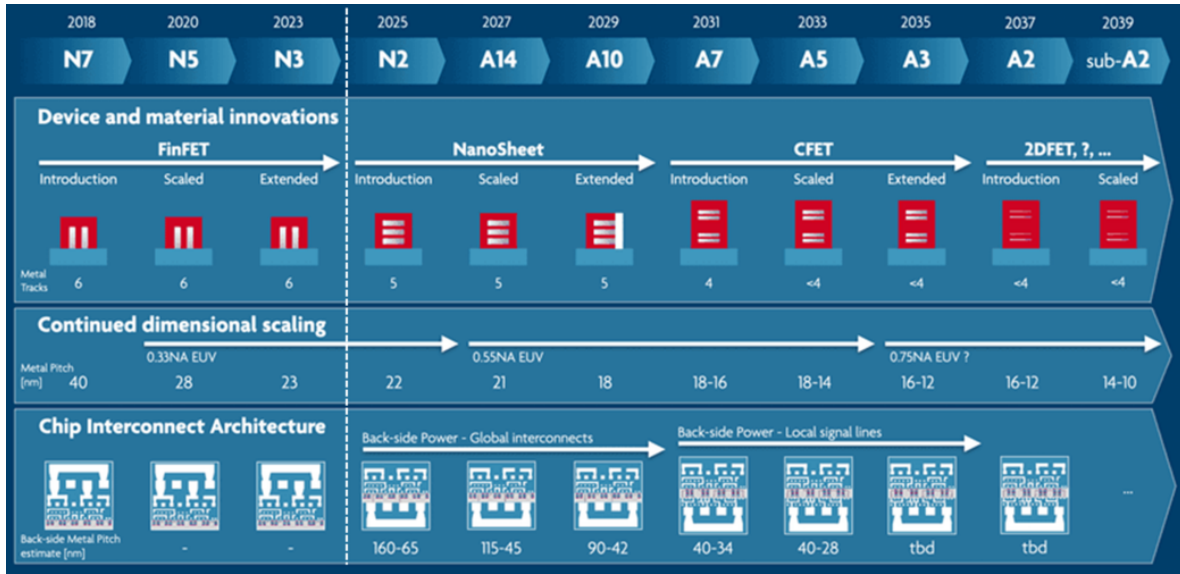 2018 2020 2023 2025 2027 2029 2031 2033 2035 2037 2039
N7 N5 N3 N2 A14 A10 A7 A5 A3 A2 sub-A2
Device and material innovations
FinFET NanoSheet CFET 2DFET, ?, ...
Introduction Scaled Extended Introduction Scaled Extended Introduction Scaled Extended Introduction Scaled
Metal
Tracks 6 6 6 5 5 5 4 <4 <4 <4 <4
Continued dimensional scaling
0.33NA EUV 0.55NA EUV 0.75NA EUV ?
Metal Pitch
[nm] 40 28 23 22 21 18 18-16 18-14 16-12 16-12 14-10
Chip Interconnect Architecture
Back-side Power - Global interconnects Back-side Power - Local signal lines
...
Back-side Metal Pitch
estimate [nm] - - 160-65 115-45 90-42 40-34 40-28 tbd tbd